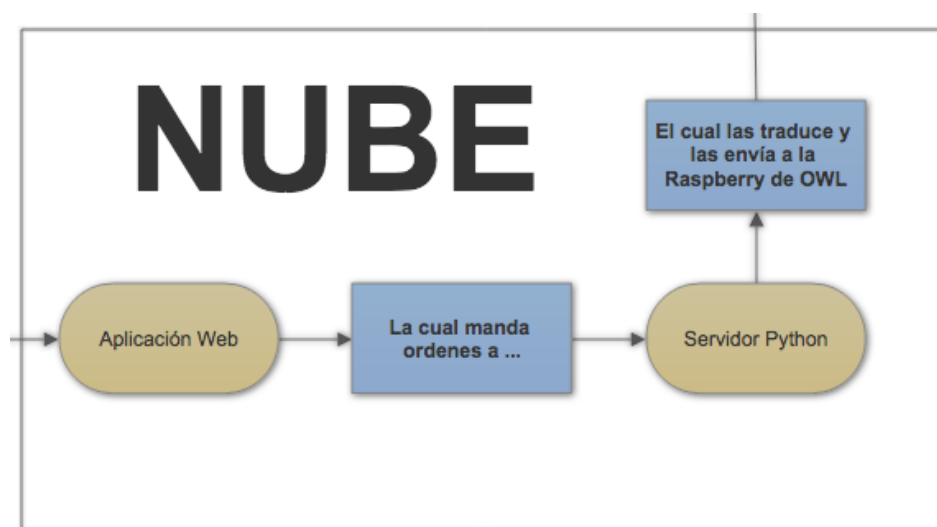 NUBE
El cual las traduce y
las envía a la
Raspberry de OWL
Aplicación Web
La cual manda
ordenes a ...
Servidor Python